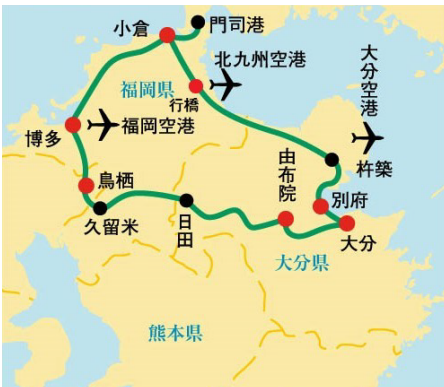 小倉
門司港
北九州空港
福岡県
行橋
大分空港
博多
福岡空港
杵築
鳥栖
由布院
別府
久留米
日田
大分
大分県
熊本県